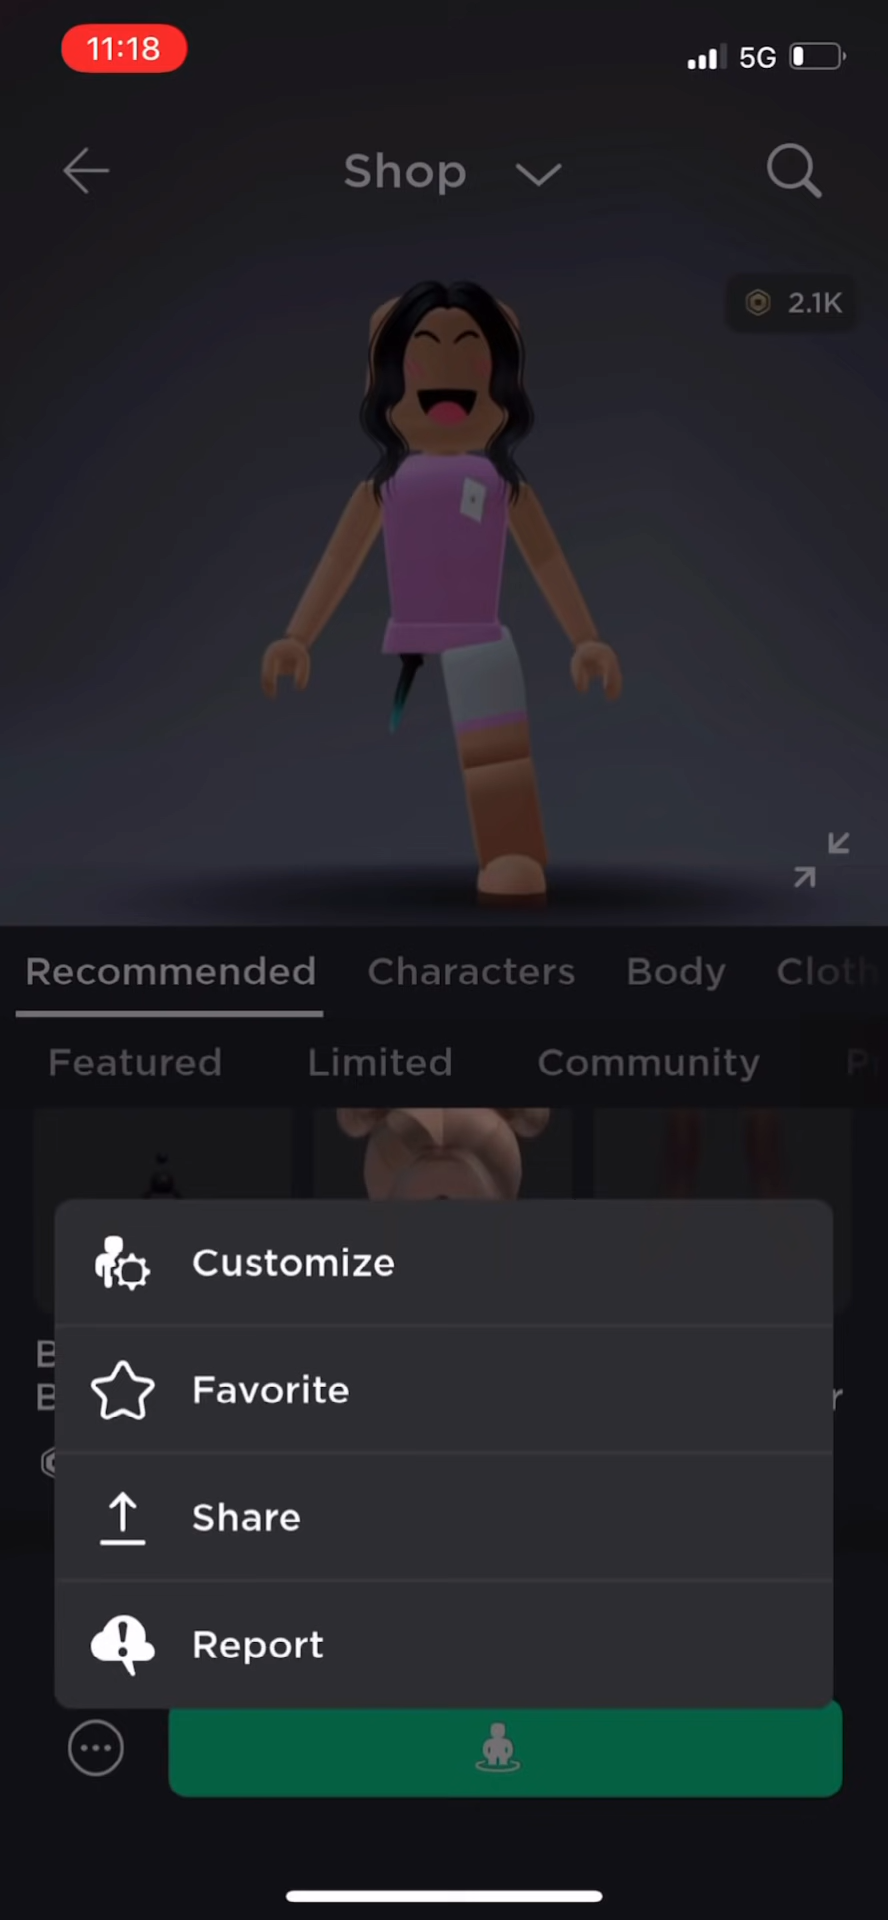 11:18
5G
Shop
2.1K
Recommended Characters Body
Featured Limited Community
Customize
Favorite
Share
Report